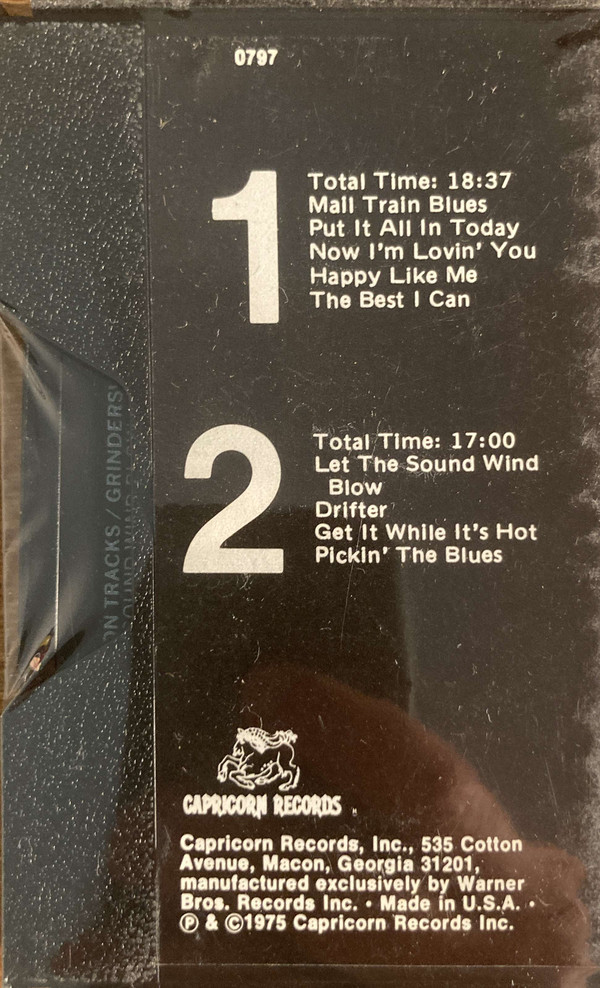 0797
1
Total Time: 18:37
Mail Train Blues
Put It All In Today
Now I'm Lovin' You
Happy Like Me
The Best I Can
2
Total Time: 17:00
Let The Sound Wind
Blow
Drifter
Get It While It's Hot
Pickin' The Blues
TRACKS / GRINDERS
CAPRICORN RECORDS
Capricorn Records, Inc., 535 Cotton
Avenue, Macon, Georgia 31201,
manufactured exclusively by Warner
Bros. Records Inc. • Made in U.S.A. •
℗ & ©1975 Capricorn Records Inc.